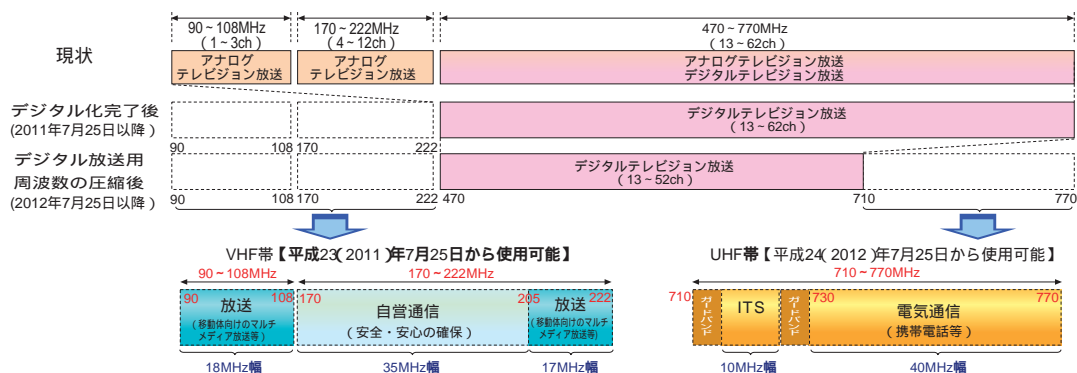 90～108MHz
（1～3ch）
170～222MHz
（4～12ch）
470～770MHz
（13～62ch）
現状
アナログ
テレビジョン放送
アナログ
テレビジョン放送
アナログテレビジョン放送
デジタルテレビジョン放送
デジタル化完了後
(2011年7月25日以降）
デジタルテレビジョン放送
（13～62ch）
90
108
170
222
デジタル放送用
周波数の圧縮後
(2012年7月25日以降）
デジタルテレビジョン放送
（13～52ch）
90
108
170
222
470
710
770
VHF帯【平成23(2011)年7月25日から使用可能】
90～108MHz
170～222MHz
90
108
放送
(移動体向けのマルチ
メディア放送等)
170
205
自営通信
（安全・安心の確保）
222
放送
(移動体向けのマルチ
メディア放送等)
18MHz幅
35MHz幅
17MHz幅
UHF帯【平成24(2012)年7月25日から使用可能】
710～770MHz
710
ガードバンド
ITS
ガードバンド
730
770
電気通信
（携帯電話等）
10MHz幅
40MHz幅